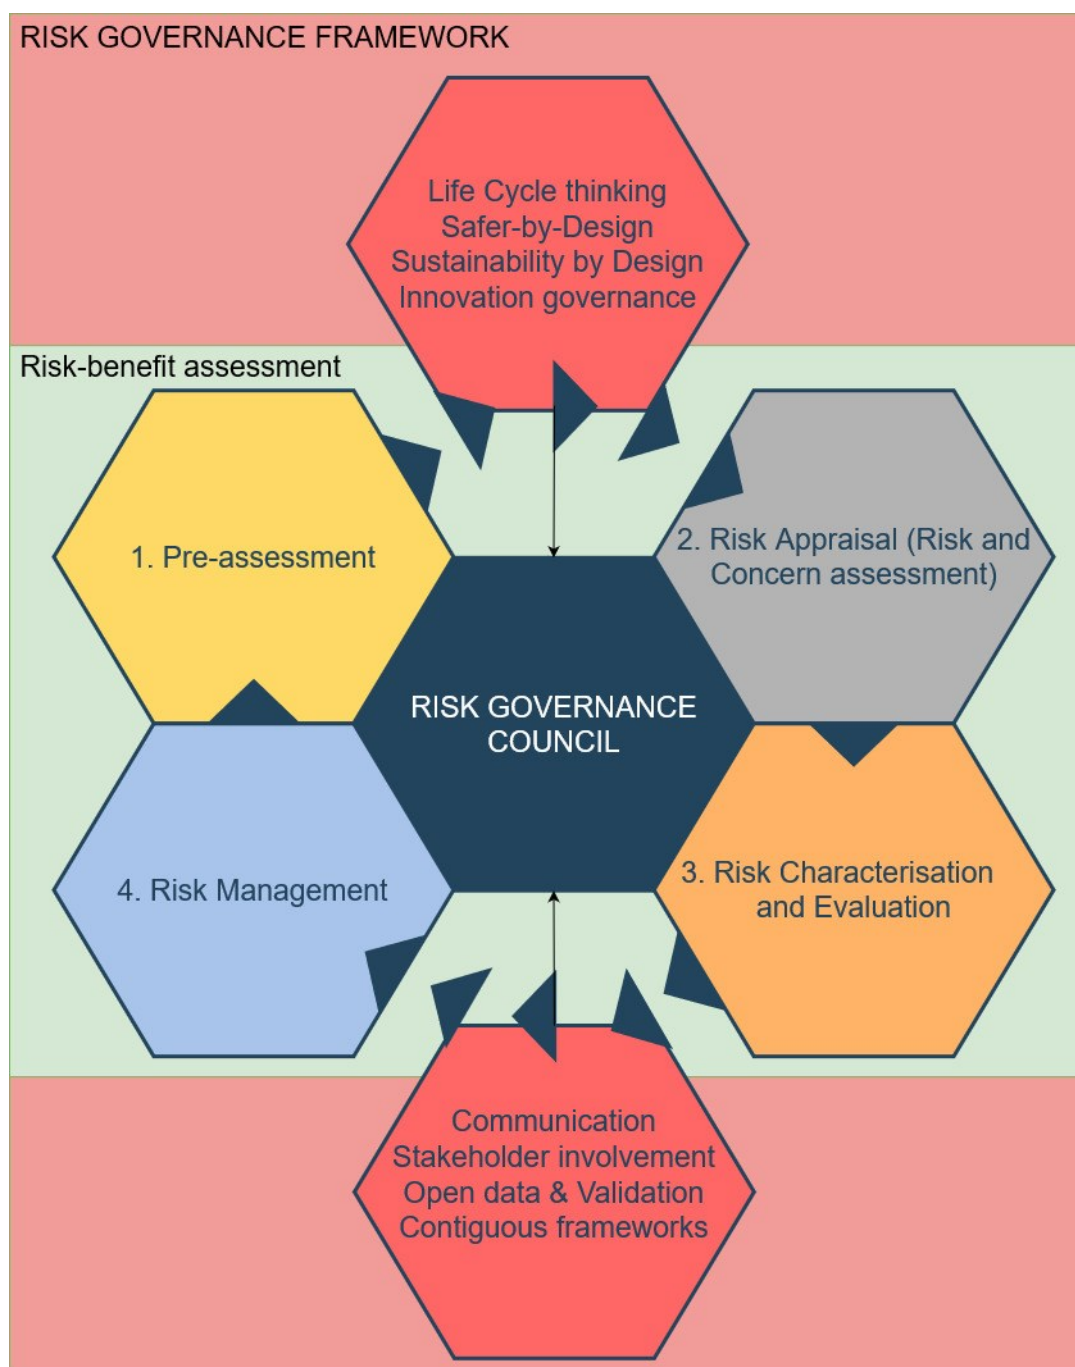 RISK GOVERNANCE FRAMEWORK
Life Cycle thinking
Safer-by-Design
Sustainability by Design
Innovation governance
Risk-benefit assessment
1. Pre-assessment
2. Risk Appraisal (Risk and
Concern assessment)
RISK GOVERNANCE
COUNCIL
4. Risk Management
3. Risk Characterisation
and Evaluation
Communication
Stakeholder involvement
Open data & Validation
Contiguous frameworks